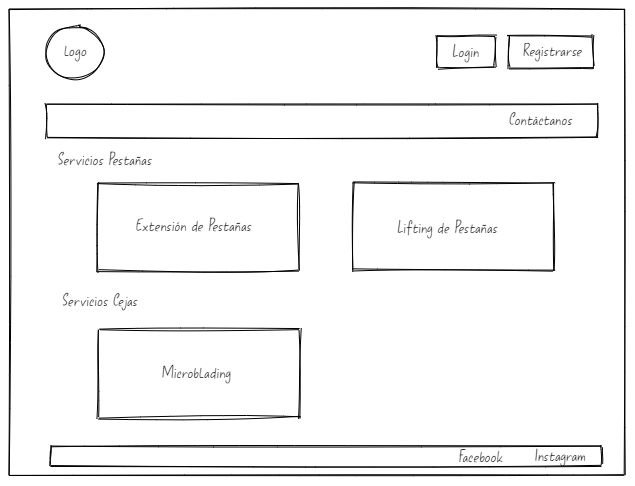 Logo
Login
Registrarse
Contáctanos
Servicios Pestañas
Extensión de Pestañas
Lifting de Pestañas
Servicios Cejas
Microblading
Facebook
Instagram